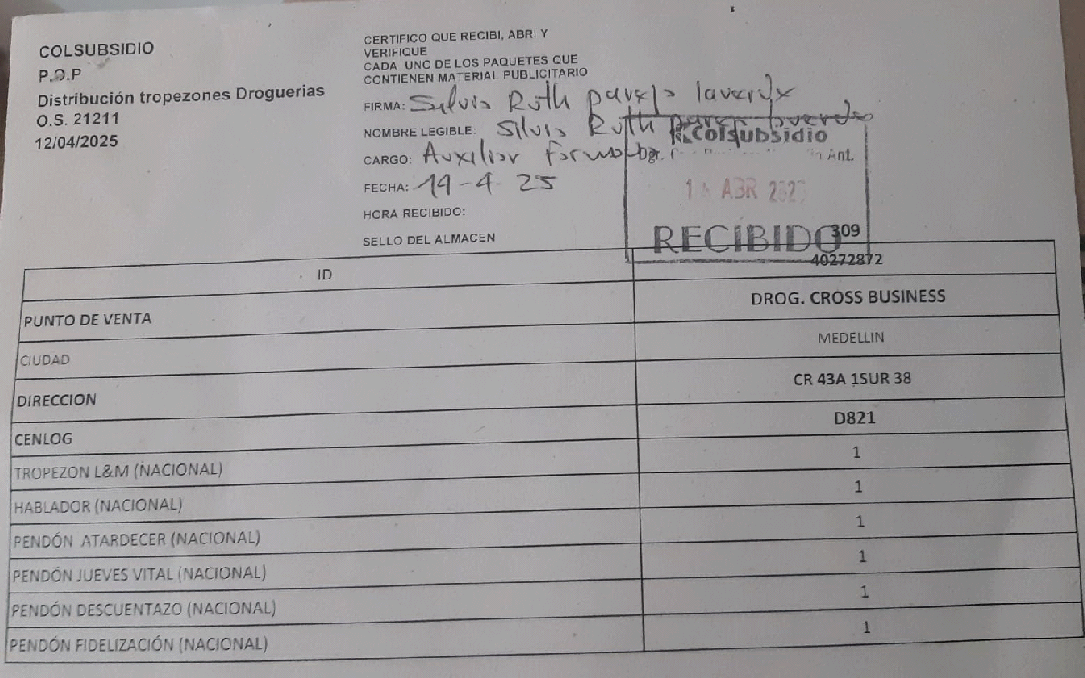 COLSUBSIDIO
P.O.P
Distribución tropezones Droguerias
O.S. 21211
12/04/2025
CERTIFICO QUE RECIBI, ABRI Y
VERIFIQUE
CADA UNO DE LOS PAQUETES QUE
CONTIENEN MATERIAL PUBLICITARIO
FIRMA: Silvia Ruth pareja
NOMBRE LEGIBLE: Silvia Ruth
CARGO: Auxiliar
FECHA: 14-4 25
HORA RECIBIDO:
SELLO DEL ALMACEN
Colsubsidio
Ant.
ABR
RECIBIDO
309
ID 40272872
PUNTO DE VENTA DROG. CROSS BUSINESS
CIUDAD MEDELLIN
DIRECCION CR 43A 1SUR 38
CENLOG D821
TROPEZON L&M (NACIONAL) 1
HABLADOR (NACIONAL) 1
PENDÓN ATARDECER (NACIONAL) 1
PENDÓN JUEVES VITAL (NACIONAL) 1
PENDÓN DESCUENTAZO (NACIONAL) 1
PENDÓN FIDELIZACIÓN (NACIONAL) 1